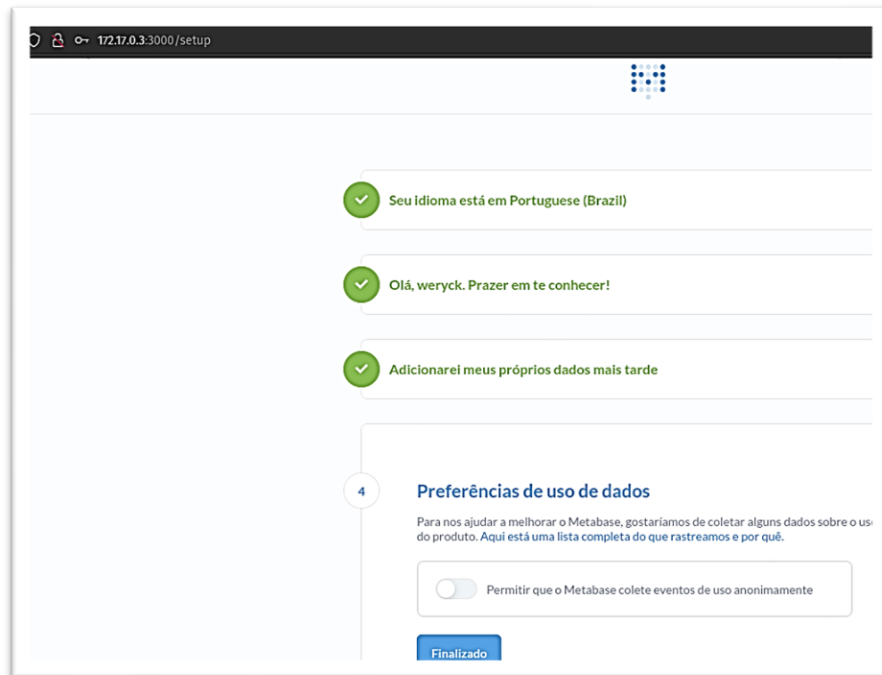 172.17.0.3:3000/setup
Seu idioma está em Portuguese (Brazil)
Olá, weryck. Prazer em te conhecer!
Adicionarei meus próprios dados mais tarde
4
Preferências de uso de dados
Para nos ajudar a melhorar o Metabase, gostaríamos de coletar alguns dados sobre o
do produto. Aqui está uma lista completa do que rastreamos e por quê.
Permitir que o Metabase colete eventos de uso anonimamente
Finalizado